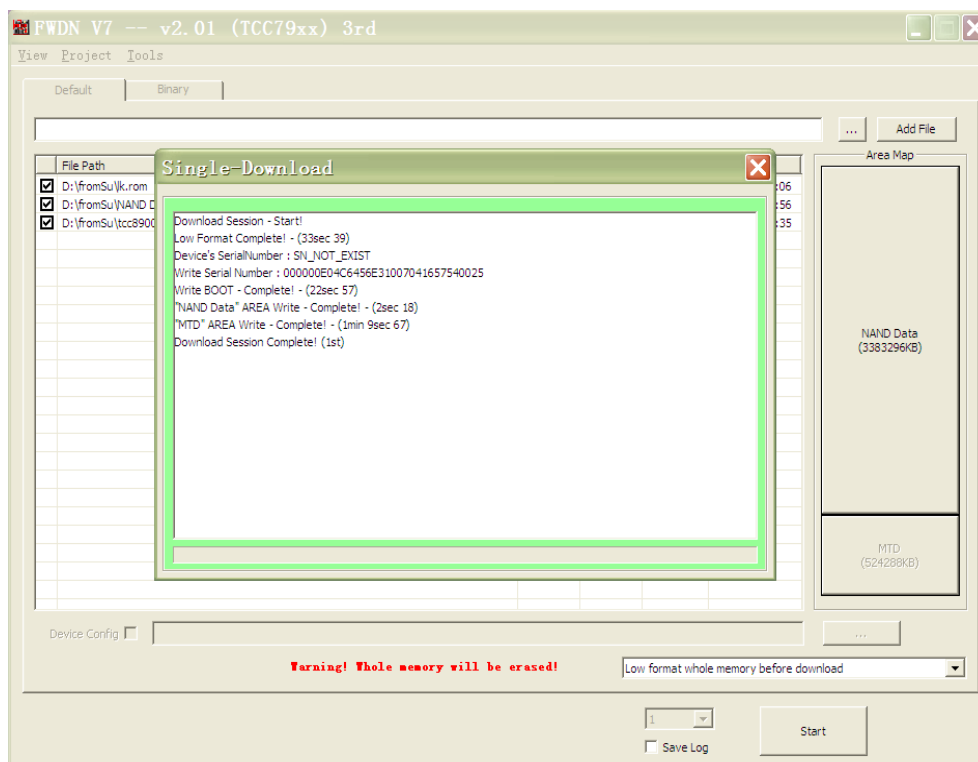 FWDN V7 -- v2.01 (TCC79xx) 3rd
View Project Tools
Default Binary
... Add File
File Path
Area Map
D:\fromSu\lk.rom :06
D:\fromSu\NAND D :56
D:\fromSu\tcc8900 :35
Single-Download
Download Session - Start!
Low Format Complete! - (33sec 39)
Device's SerialNumber : SN_NOT_EXIST
Write Serial Number : 000000E04C6456E31007041657540025
Write BOOT - Complete! - (22sec 57)
"NAND Data" AREA Write - Complete! - (2sec 18)
"MTD" AREA Write - Complete! - (1min 9sec 67)
Download Session Complete! (1st)
NAND Data
(3383296KB)
MTD
(524288KB)
Device Config ...
Warning! Whole memory will be erased! Low format whole memory before download
1
Save Log
Start